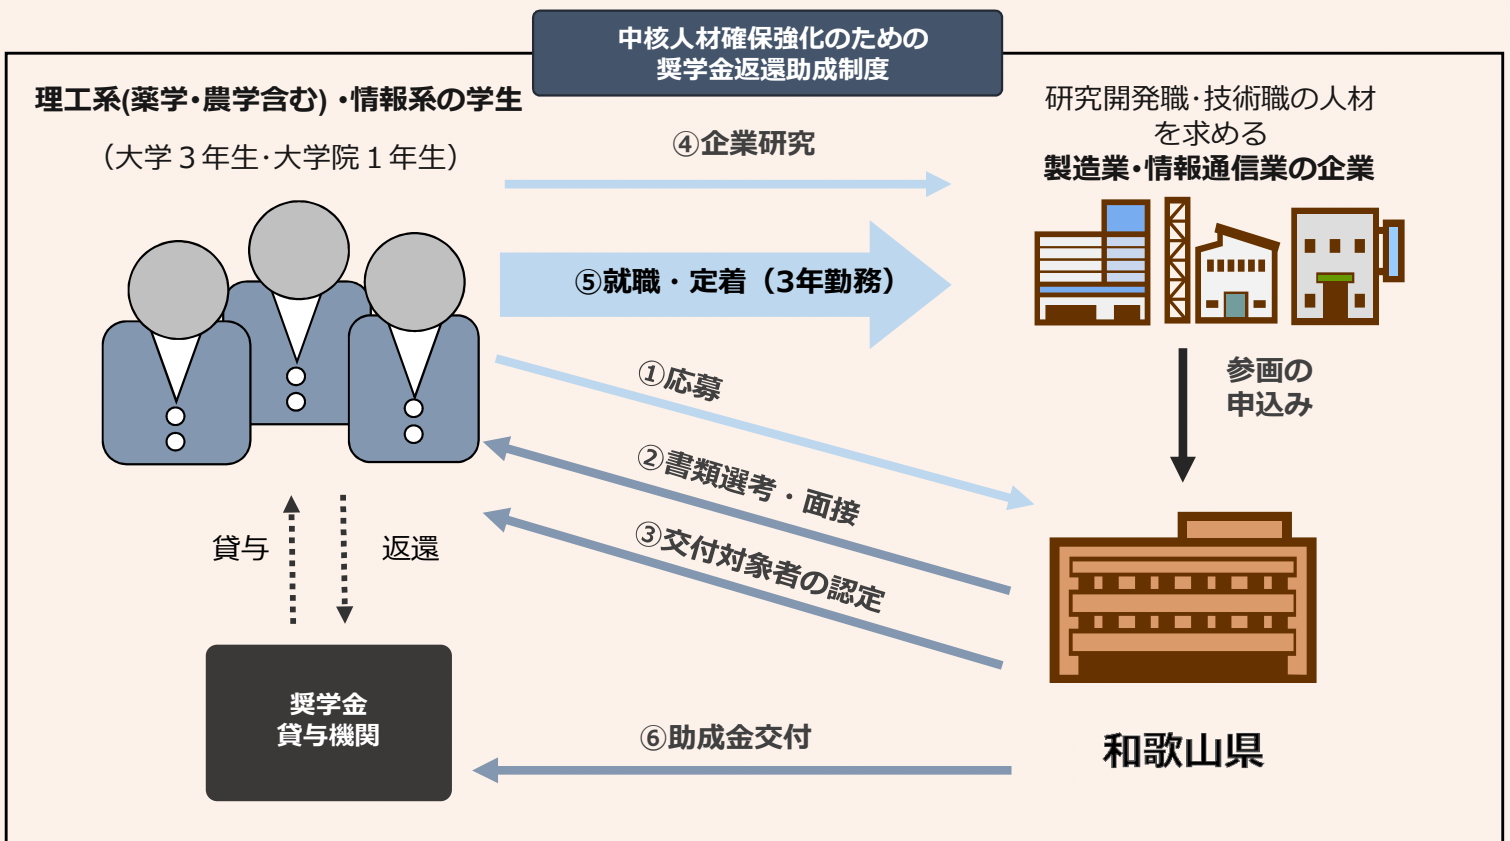 中核人材確保強化のための
奨学金返還助成制度
理工系(薬学・農学含む)・情報系の学生
（大学３年生・大学院１年生）
研究開発職・技術職の人材
を求める
製造業・情報通信業の企業
④企業研究
⑤就職・定着（3年勤務）
①応募
②書類選考・面接
③交付対象者の認定
参画の
申込み
貸与
返還
奨学金
貸与機関
⑥助成金交付
和歌山県